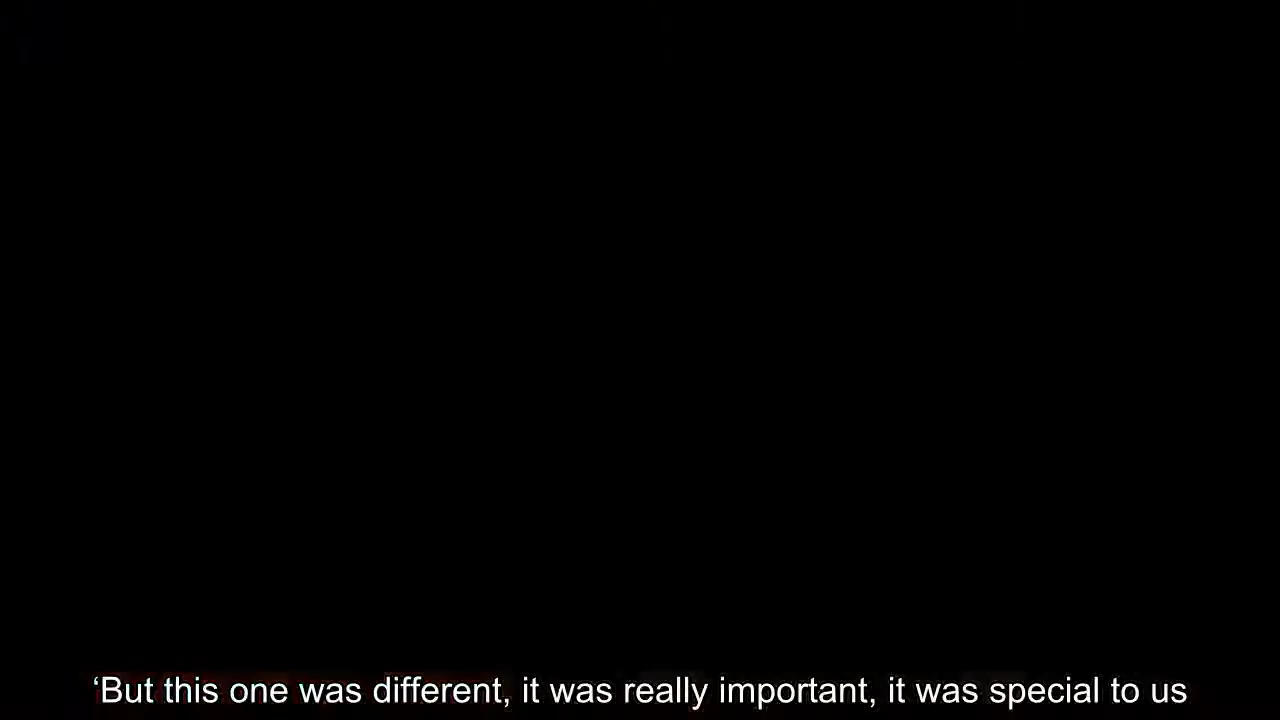 ‘But this one was different, it was really important, it was special to us